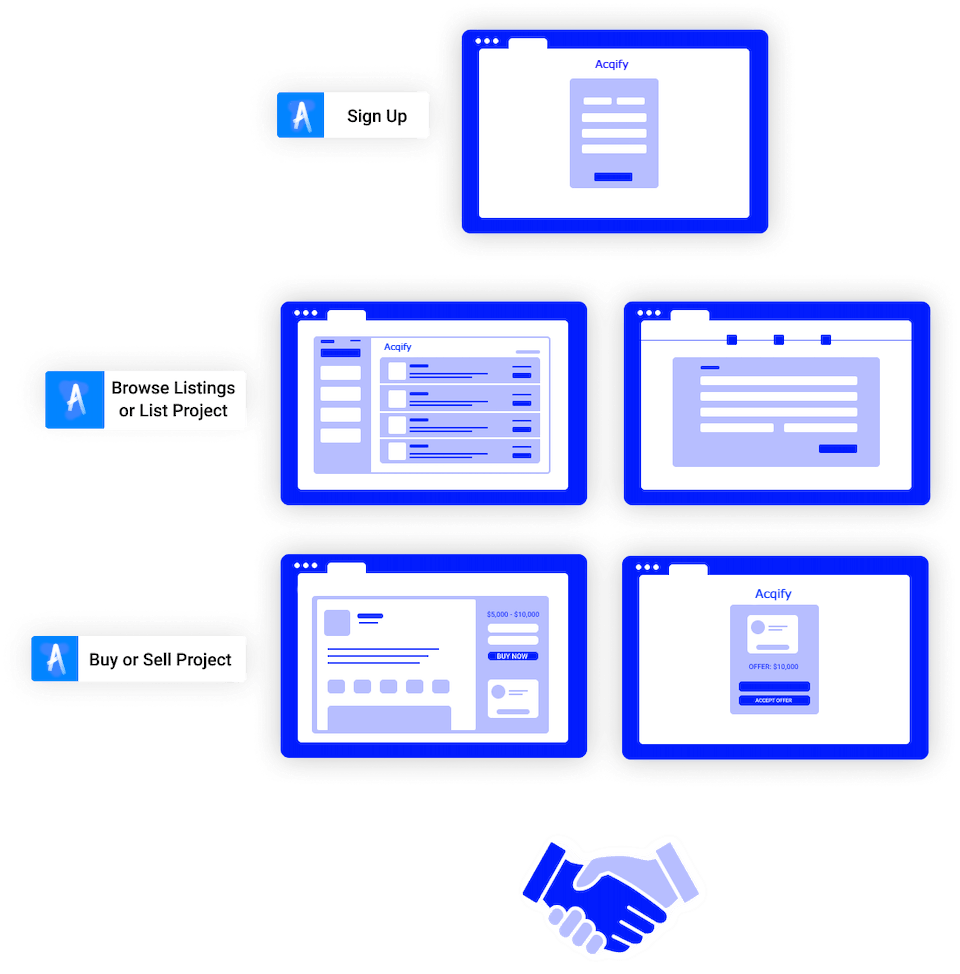 Acqify
Sign Up
Browse Listings
or List Project
Acqify
Buy or Sell Project
$5,000 - $10,000
BUY NOW
Acqify
OFFER: $10,000
ACCEPT OFFER